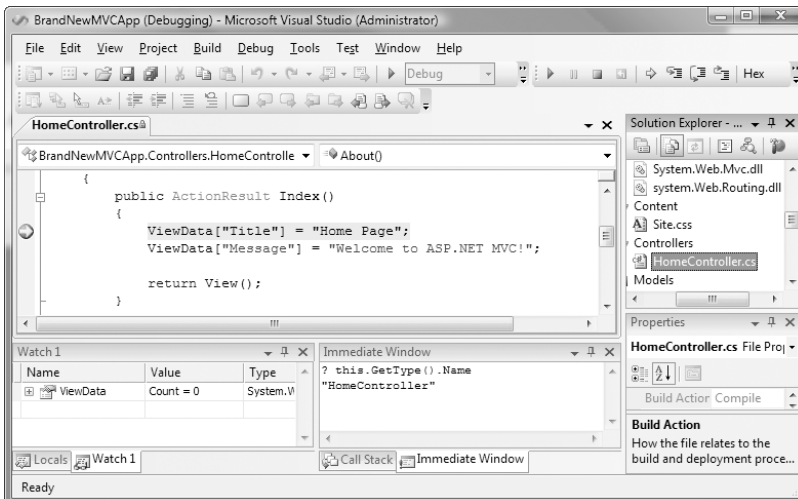 BrandNewMVCApp (Debugging) - Microsoft Visual Studio (Administrator)
File Edit View Project Build Debug Tools Test Window Help
Debug
Hex
HomeController.cs
BrandNewMVCApp.Controllers.HomeControlle
About()
{
public ActionResult Index()
{
ViewData["Title"] = "Home Page";
ViewData["Message"] = "Welcome to ASP.NET MVC!";
return View();
}
Solution Explorer - ...
System.Web.Mvc.dll
system.Web.Routing.dll
Content
Site.css
Controllers
HomeController.cs
Models
Watch 1
Name Value Type
ViewData Count = 0 System.W
Locals Watch 1
Immediate Window
? this.GetType().Name
"HomeController"
Call Stack Immediate Window
Properties
HomeController.cs File Proj
Build Action Compile
Build Action
How the file relates to the
build and deployment proce...
Ready